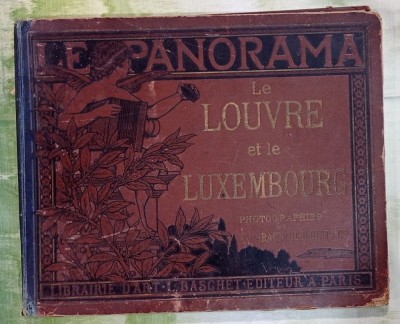 LE PANORAMA
Le
LOUVRE
et le
LUXEMBOURG
PHOTOGRAPHIES
LIBRAIRIE D'ART · L. BASCHET · EDITEUR A PARIS